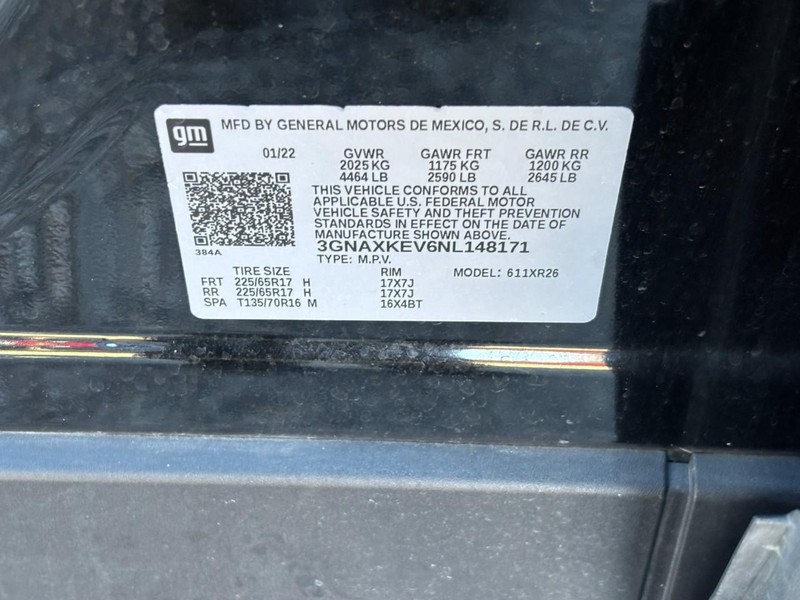 gm MFD BY GENERAL MOTORS DE MEXICO, S. DE R.L. DE C.V.
01/22 GVWR GAWR FRT GAWR RR
2025 KG 1175 KG 1200 KG
4464 LB 2590 LB 2645 LB
THIS VEHICLE CONFORMS TO ALL
APPLICABLE U.S. FEDERAL MOTOR
VEHICLE SAFETY AND THEFT PREVENTION
STANDARDS IN EFFECT ON THE DATE OF
MANUFACTURE SHOWN ABOVE.
384A
3GNAXKEV6NL148171
TYPE: M.P.V.
TIRE SIZE RIM MODEL: 611XR26
FRT 225/65R17 H 17X7J
RR 225/65R17 H 17X7J
SPA T135/70R16 M 16X4BT